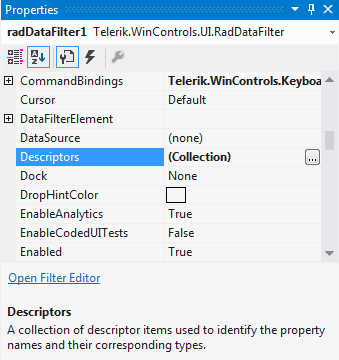 Properties
radDataFilter1 Telerik.WinControls.UI.RadDataFilter
CommandBindings Telerik.WinControls.Keyboa
Cursor Default
DataFilterElement
DataSource (none)
Descriptors (Collection) ...
Dock None
DropHintColor
EnableAnalytics True
EnableCodedUITests False
Enabled True
Open Filter Editor
Descriptors
A collection of descriptor items used to identify the property
names and their corresponding types.